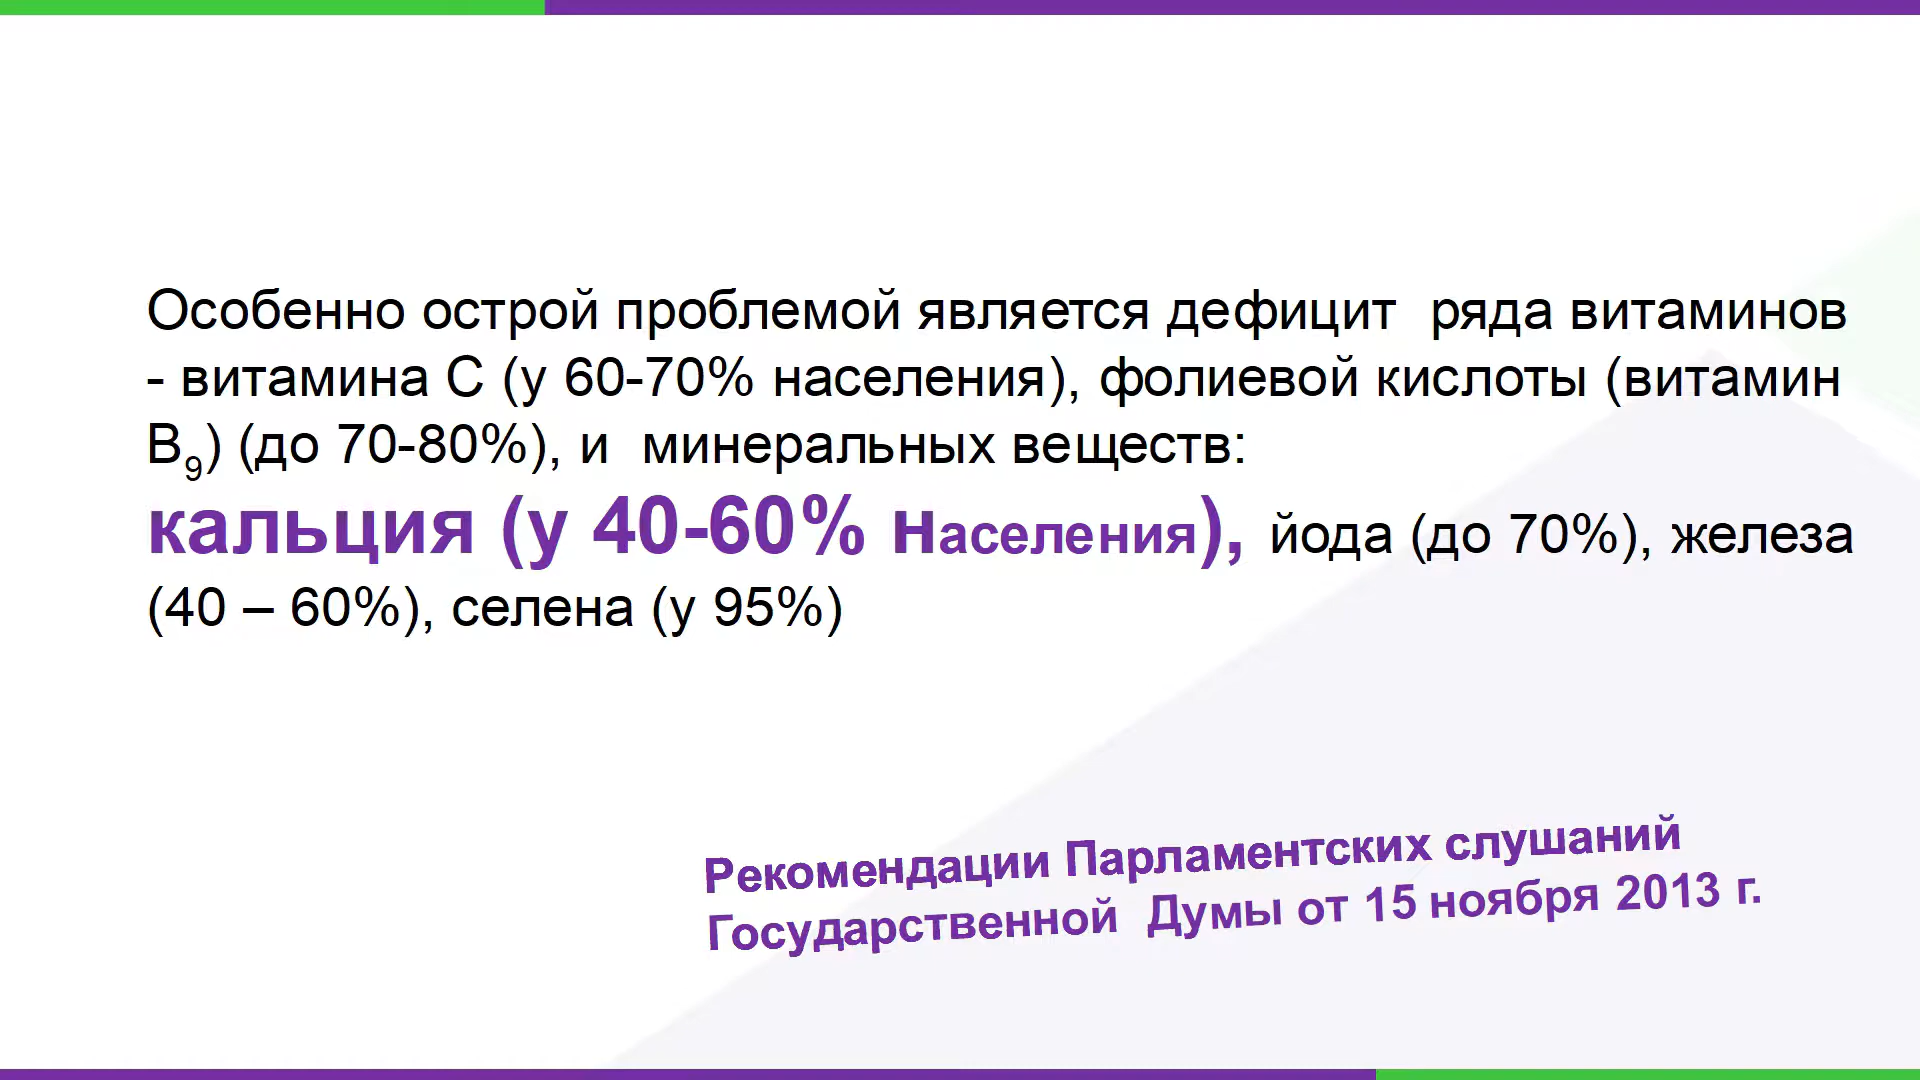 Особенно острой проблемой является дефицит ряда витаминов
- витамина С (у 60-70% населения), фолиевой кислоты (витамин
В9) (до 70-80%), и минеральных веществ:
кальция (у 40-60% населения), йода (до 70%), железа
(40 – 60%), селена (у 95%)
Рекомендации Парламентских слушаний
Государственной Думы от 15 ноября 2013 г.